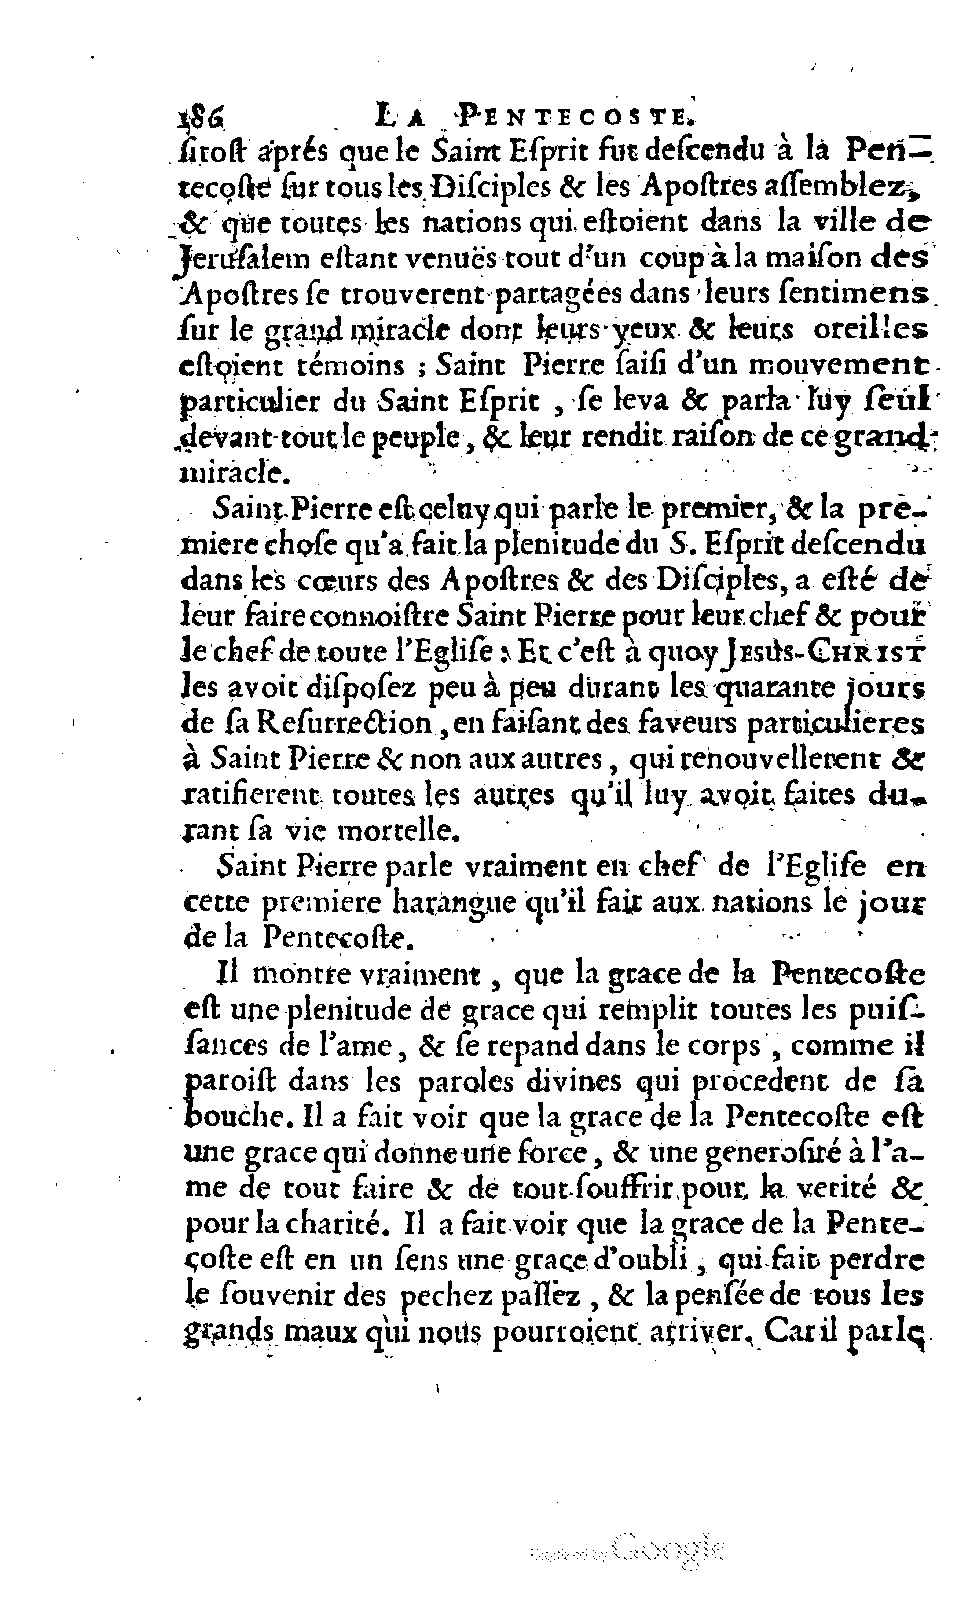 186 LA PENTECOSTE.
ſitoſt aprés que le Saint Eſprit fut deſcendu à la Pen-
tecoſte ſur tous les Diſciples & les Apoſtres aſſemblez,
& que toutes les nations qui eſtoient dans la ville de
Jeruſalem eſtant venuës tout d'un coup à la maiſon des
Apoſtres ſe trouverent partagées dans leurs ſentimens
ſur le grand miracle dont leurs yeux & leurs oreilles
eſtoient témoins ; Saint Pierre ſaiſi d'un mouvement
particulier du Saint Eſprit , ſe leva & parla luy ſeul
devant tout le peuple , & leur rendit raiſon de ce grand
miracle.
Saint Pierre eſt celuy qui parle le premier, & la pre-
miere choſe qu'a fait la plenitude du S. Eſprit deſcendu
dans les cœurs des Apoſtres & des Diſciples, a eſté de
leur faire connoiſtre Saint Pierre pour leur chef & pour
le chef de toute l'Egliſe : Et c'eſt à quoy JESUS-CHRIST
les avoit diſpoſez peu à peu durant les quarante jours
de ſa Reſurrection , en faiſant des faveurs particulieres
à Saint Pierre & non aux autres , qui renouvellerent &
ratifierent toutes les autres qu'il luy avoit faites du-
rant ſa vie mortelle.
Saint Pierre parle vraiment en chef de l'Egliſe en
cette premiere harangue qu'il fait aux nations le jour
de la Pentecoſte.
Il montre vraiment , que la grace de la Pentecoſte
eſt une plenitude de grace qui remplit toutes les puiſ-
ſances de l'ame , & ſe repand dans le corps , comme il
paroiſt dans les paroles divines qui procedent de ſa
bouche. Il a fait voir que la grace de la Pentecoſte eſt
une grace qui donne une force , & une generoſité à l'a-
me de tout faire & de tout ſouffrir pour la verité &
pour la charité. Il a fait voir que la grace de la Pente-
coſte eſt en un ſens une grace d'oubli , qui fait perdre
le ſouvenir des pechez paſſez , & la penſée de tous les
grands maux qui nous pourroient arriver. Car il parle
Google